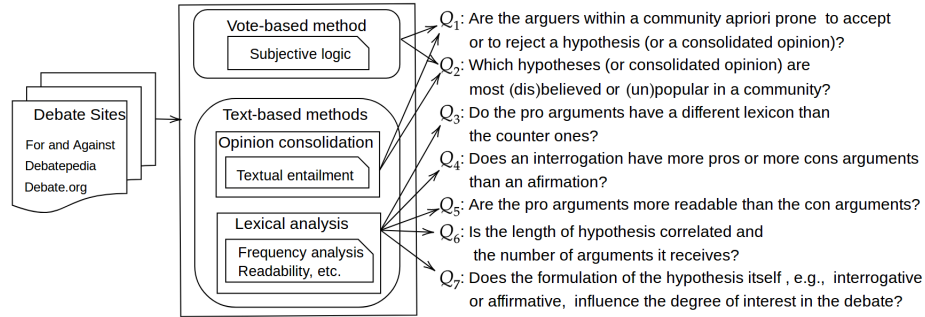 Debate Sites
For and Against
Debatepedia
Debate.org
Vote-based method
Subjective logic
Text-based methods
Opinion consolidation
Textual entailment
Lexical analysis
Frequency analysis
Readability, etc.
Q1: Are the arguers within a community apriori prone to accept
or to reject a hypothesis (or a consolidated opinion)?
Q2: Which hypotheses (or consolidated opinion) are
most (dis)believed or (un)popular in a community?
Q3: Do the pro arguments have a different lexicon than
the counter ones?
Q4: Does an interrogation have more pros or more cons arguments
than an afirmation?
Q5: Are the pro arguments more readable than the con arguments?
Q6: Is the length of hypothesis correlated and
the number of arguments it receives?
Q7: Does the formulation of the hypothesis itself , e.g., interrogative
or affirmative, influence the degree of interest in the debate?